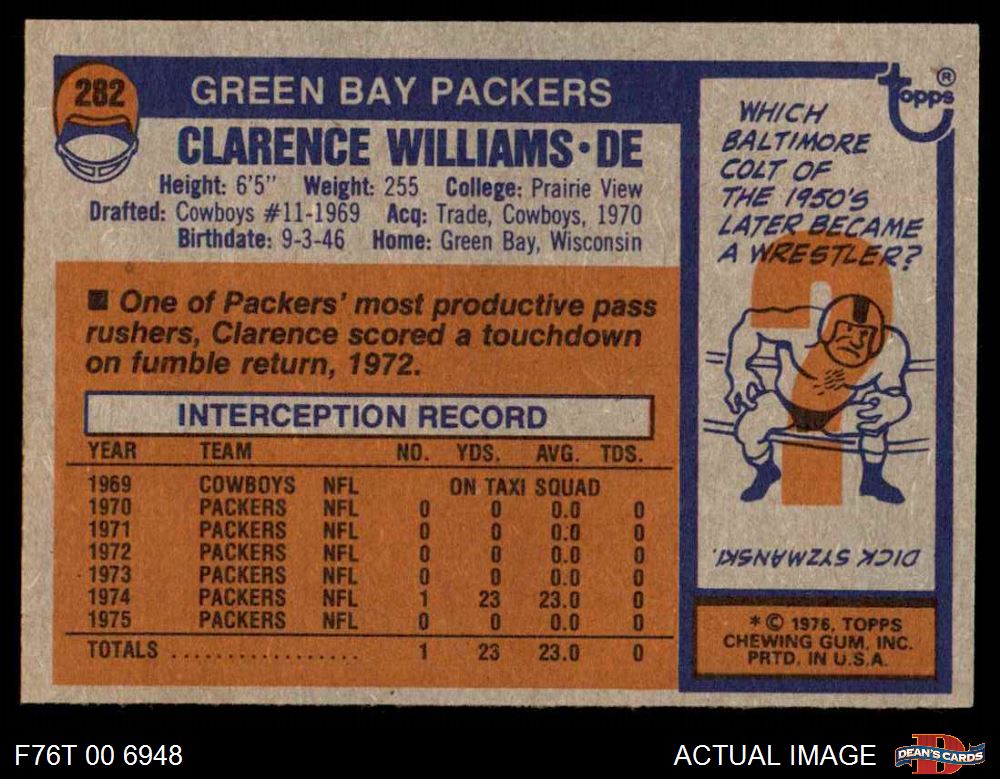 282
GREEN BAY PACKERS
CLARENCE WILLIAMS • DE
Height: 6'5" Weight: 255 College: Prairie View
Drafted: Cowboys #11-1969 Acq: Trade, Cowboys, 1970
Birthdate: 9-3-46 Home: Green Bay, Wisconsin
One of Packers' most productive pass
rushers, Clarence scored a touchdown
on fumble return, 1972.
INTERCEPTION RECORD
YEAR TEAM NO. YDS. AVG. TDS.
1969 COWBOYS NFL ON TAXI SQUAD
1970 PACKERS NFL 0 0 0.0 0
1971 PACKERS NFL 0 0 0.0 0
1972 PACKERS NFL 0 0 0.0 0
1973 PACKERS NFL 0 0 0.0 0
1974 PACKERS NFL 1 23 23.0 0
1975 PACKERS NFL 0 0 0.0 0
TOTALS .................. 1 23 23.0 0
topps ®
WHICH
BALTIMORE
COLT OF
THE 1950'S
LATER BECAME
A WRESTLER?
?
DICK SYZMANSKI.
* © 1976, TOPPS
CHEWING GUM, INC.
PRTD. IN U.S.A.
F76T 00 6948
ACTUAL IMAGE
D DEAN'S CARDS